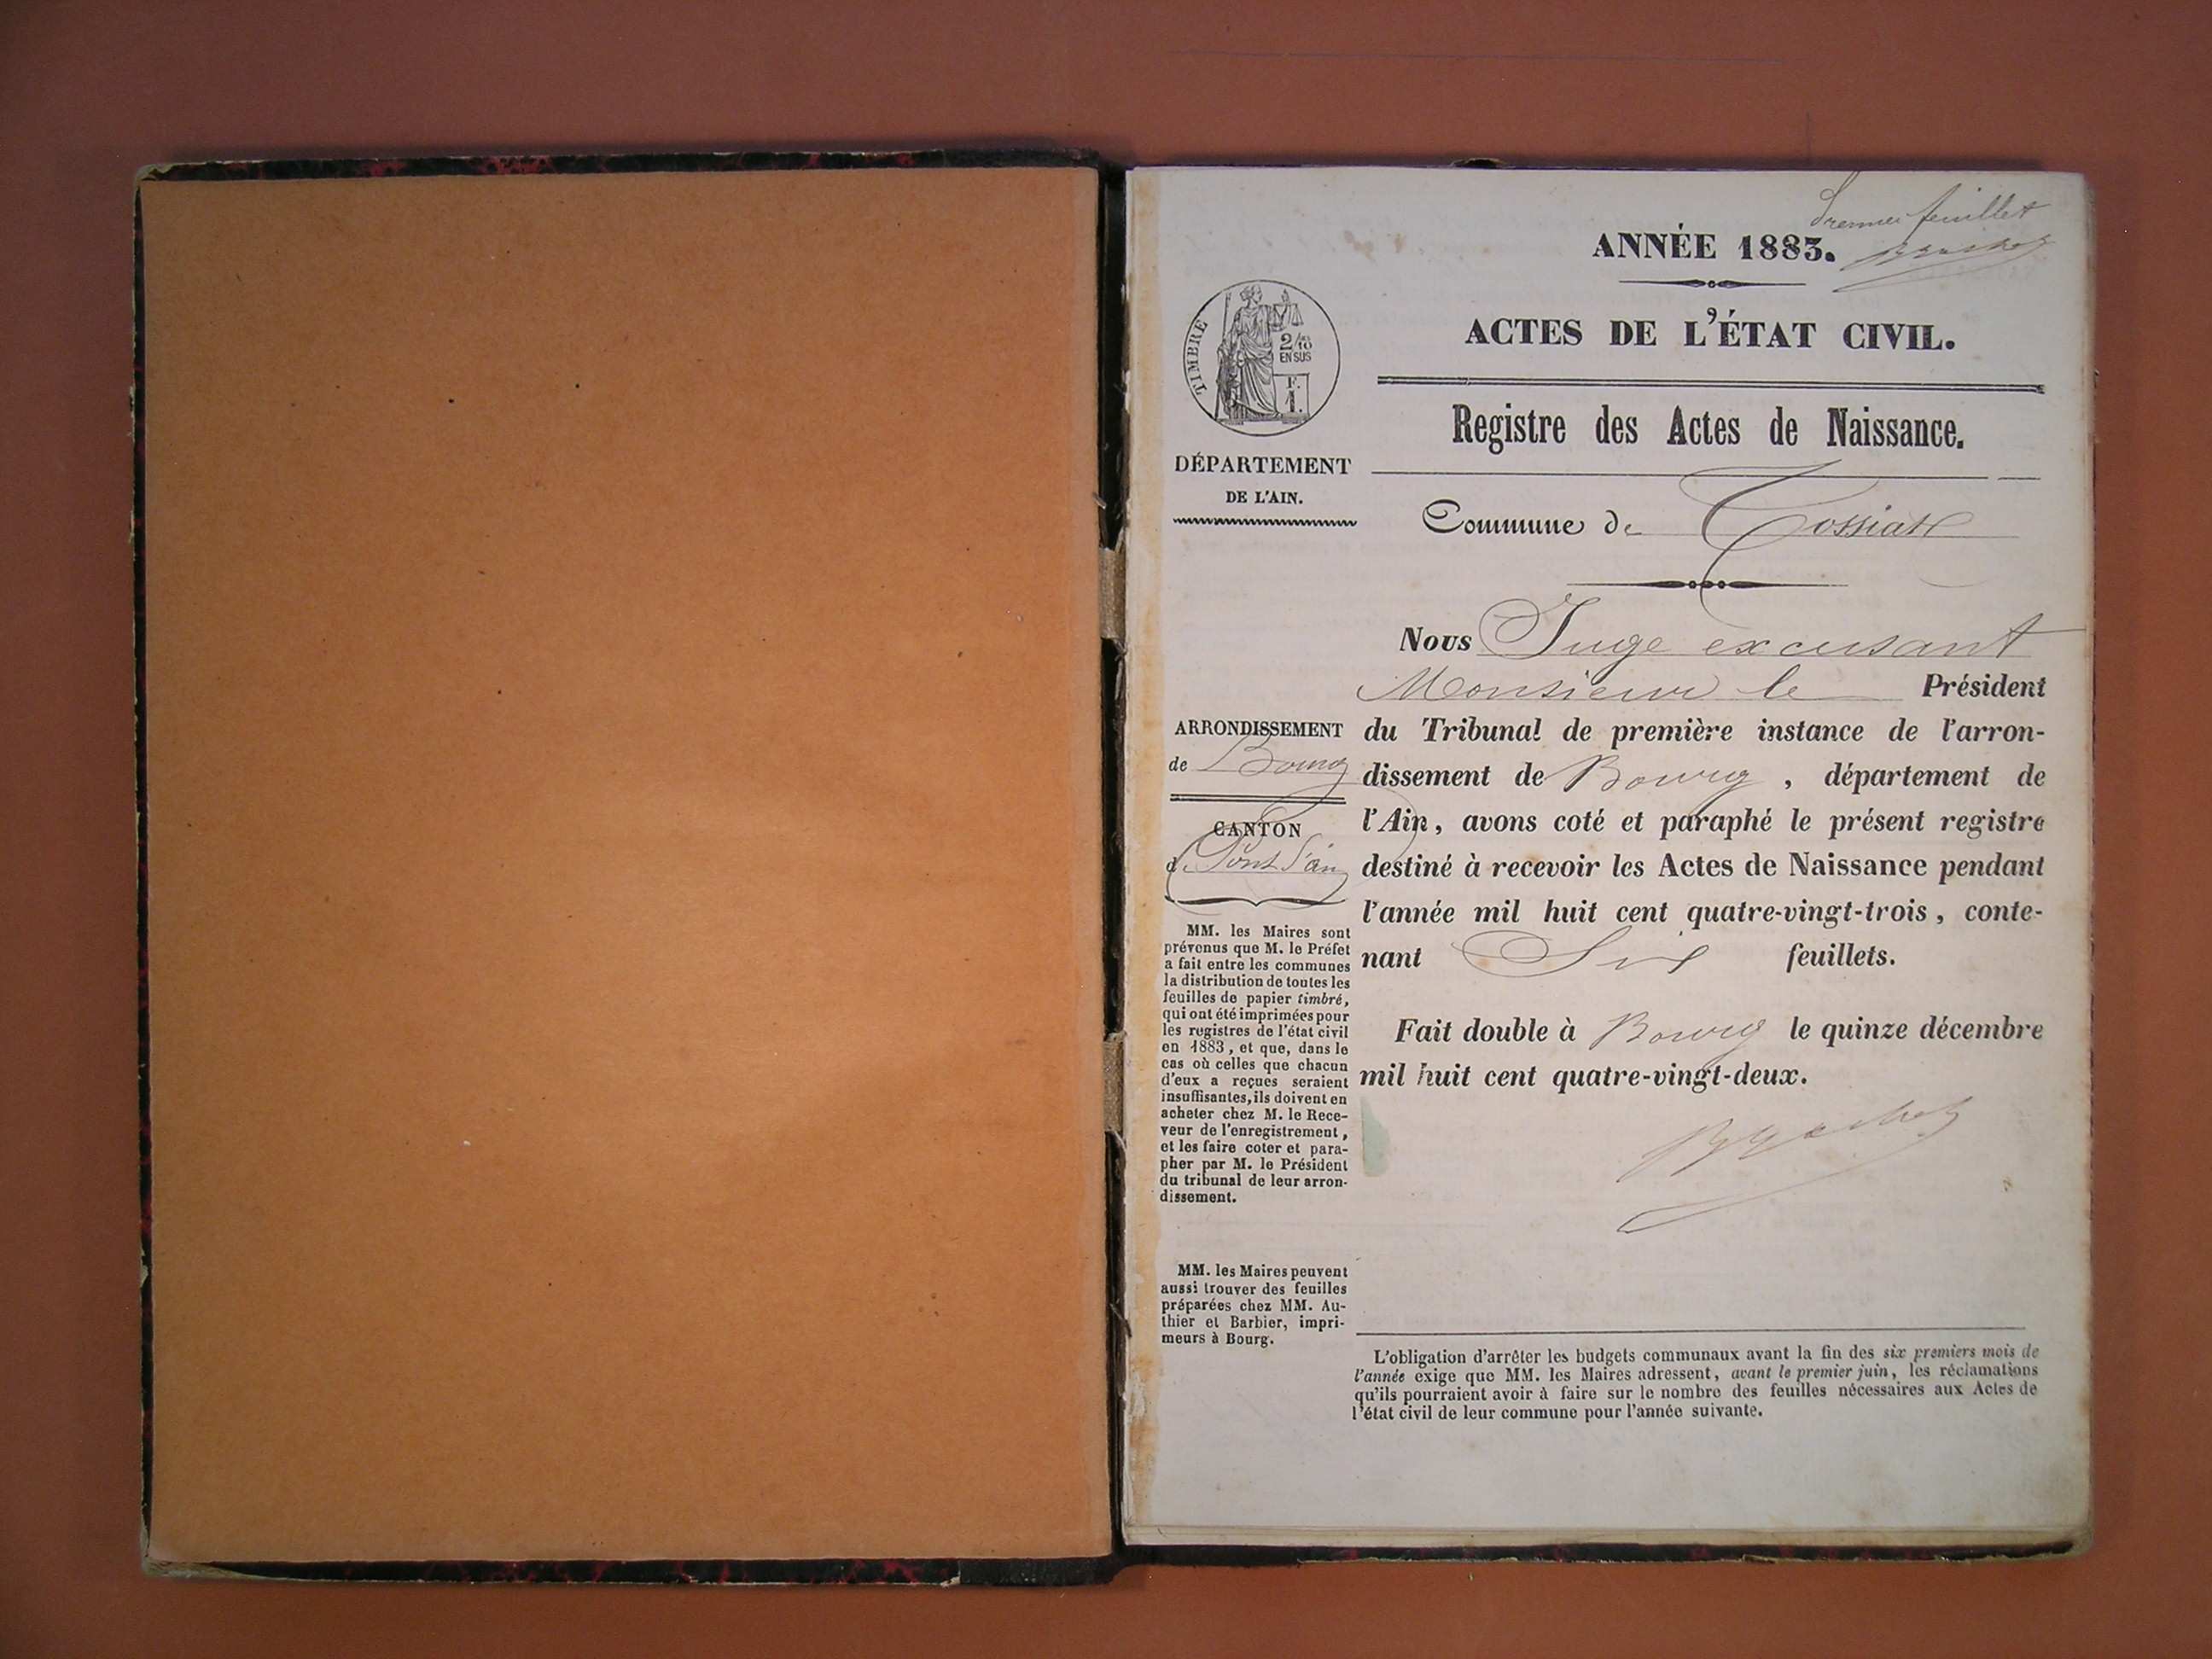 Premier feuillet
ANNÉE 1883.
ACTES DE L'ÉTAT CIVIL.
TIMBRE
2/10
EN SUS
F.
1.
Registre des Actes de Naissance.
DÉPARTEMENT
DE L'AIN.
Commune de Tossiat
Nous Juge excusant
Monsieur le Président
du Tribunal de première instance de l'arron-
dissement de Bourg, département de
l'Ain, avons coté et paraphé le présent registre
destiné à recevoir les Actes de Naissance pendant
l'année mil huit cent quatre-vingt-trois, conte-
nant Six feuillets.
Fait double à Bourg le quinze décembre
mil huit cent quatre-vingt-deux.
ARRONDISSEMENT
de Bourg
CANTON
de Pont d'ain
MM. les Maires sont
prévenus que M. le Préfet
a fait entre les communes
la distribution de toutes les
feuilles de papier timbré,
qui ont été imprimées pour
les registres de l'état civil
en 1883, et que, dans le
cas où celles que chacun
d'eux a reçues seraient
insuffisantes, ils doivent en
acheter chez M. le Rece-
veur de l'enregistrement,
et les faire coter et para-
pher par M. le Président
du tribunal de leur arron-
dissement.
MM. les Maires peuvent
aussi trouver des feuilles
préparées chez MM. Au-
thier et Barbier, impri-
meurs à Bourg.
L'obligation d'arrêter les budgets communaux avant la fin des six premiers mois de
l'année exige que MM. les Maires adressent, avant le premier juin, les réclamations
qu'ils pourraient avoir à faire sur le nombre des feuilles nécessaires aux Actes de
l'état civil de leur commune pour l'année suivante.